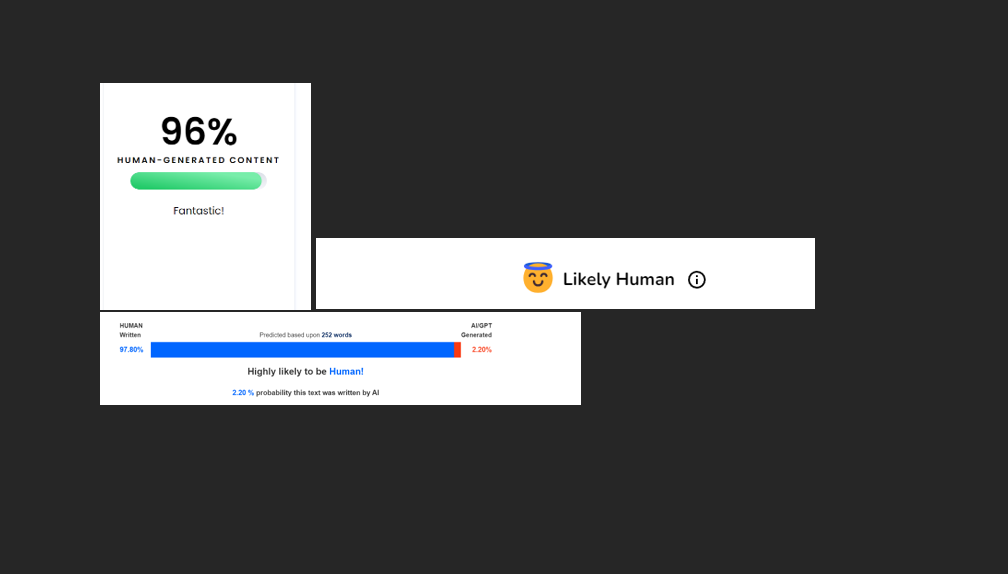 96%
HUMAN-GENERATED CONTENT
Fantastic!
Likely Human
HUMAN
Written
Predicted based upon 252 words
AI/GPT
Generated
97.80%
2.20%
Highly likely to be Human!
2.20 % probability this text was written by AI